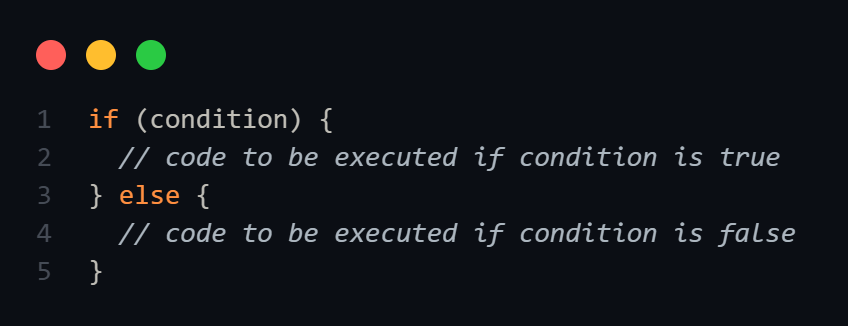 1 if (condition) {
2 // code to be executed if condition is true
3 } else {
4 // code to be executed if condition is false
5 }